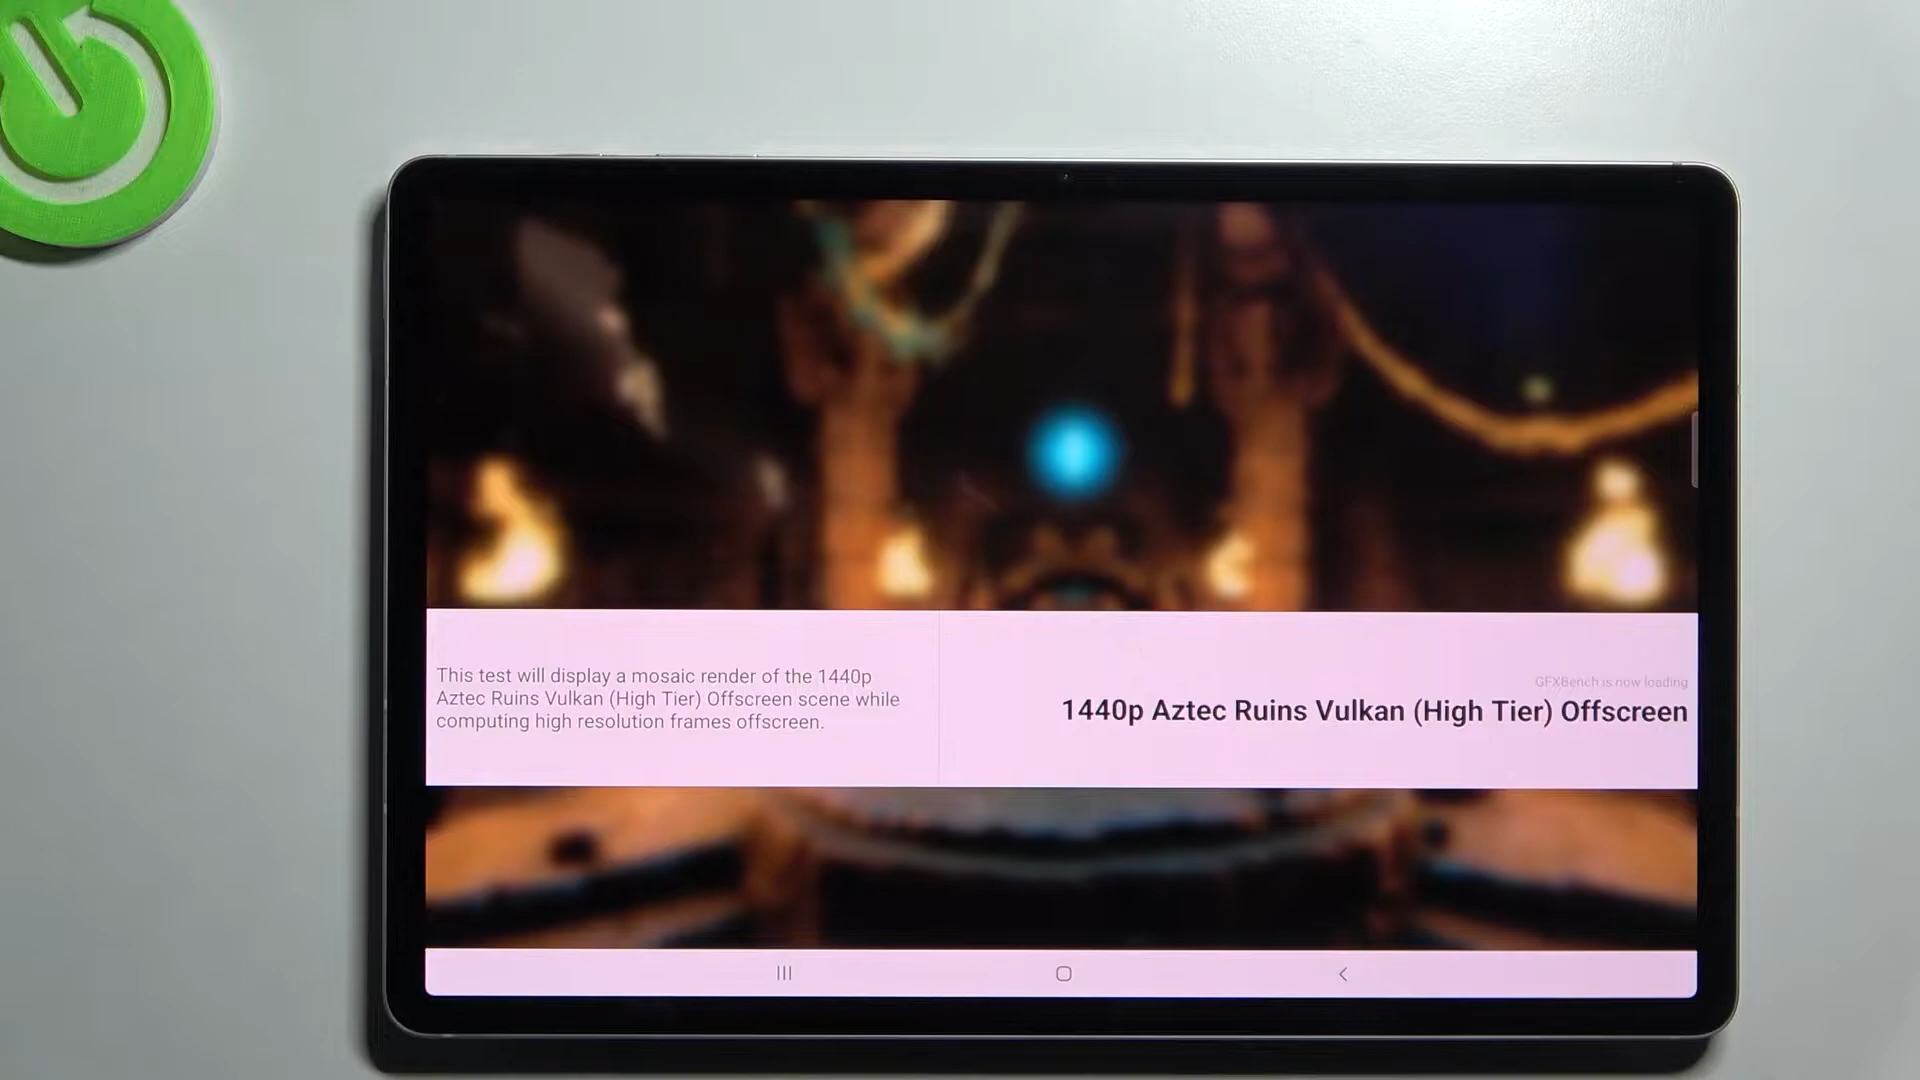 This test will display a mosaic render of the 1440p
Aztec Ruins Vulkan (High Tier) Offscreen scene while
computing high resolution frames offscreen.
GFXBench is now loading
1440p Aztec Ruins Vulkan (High Tier) Offscreen